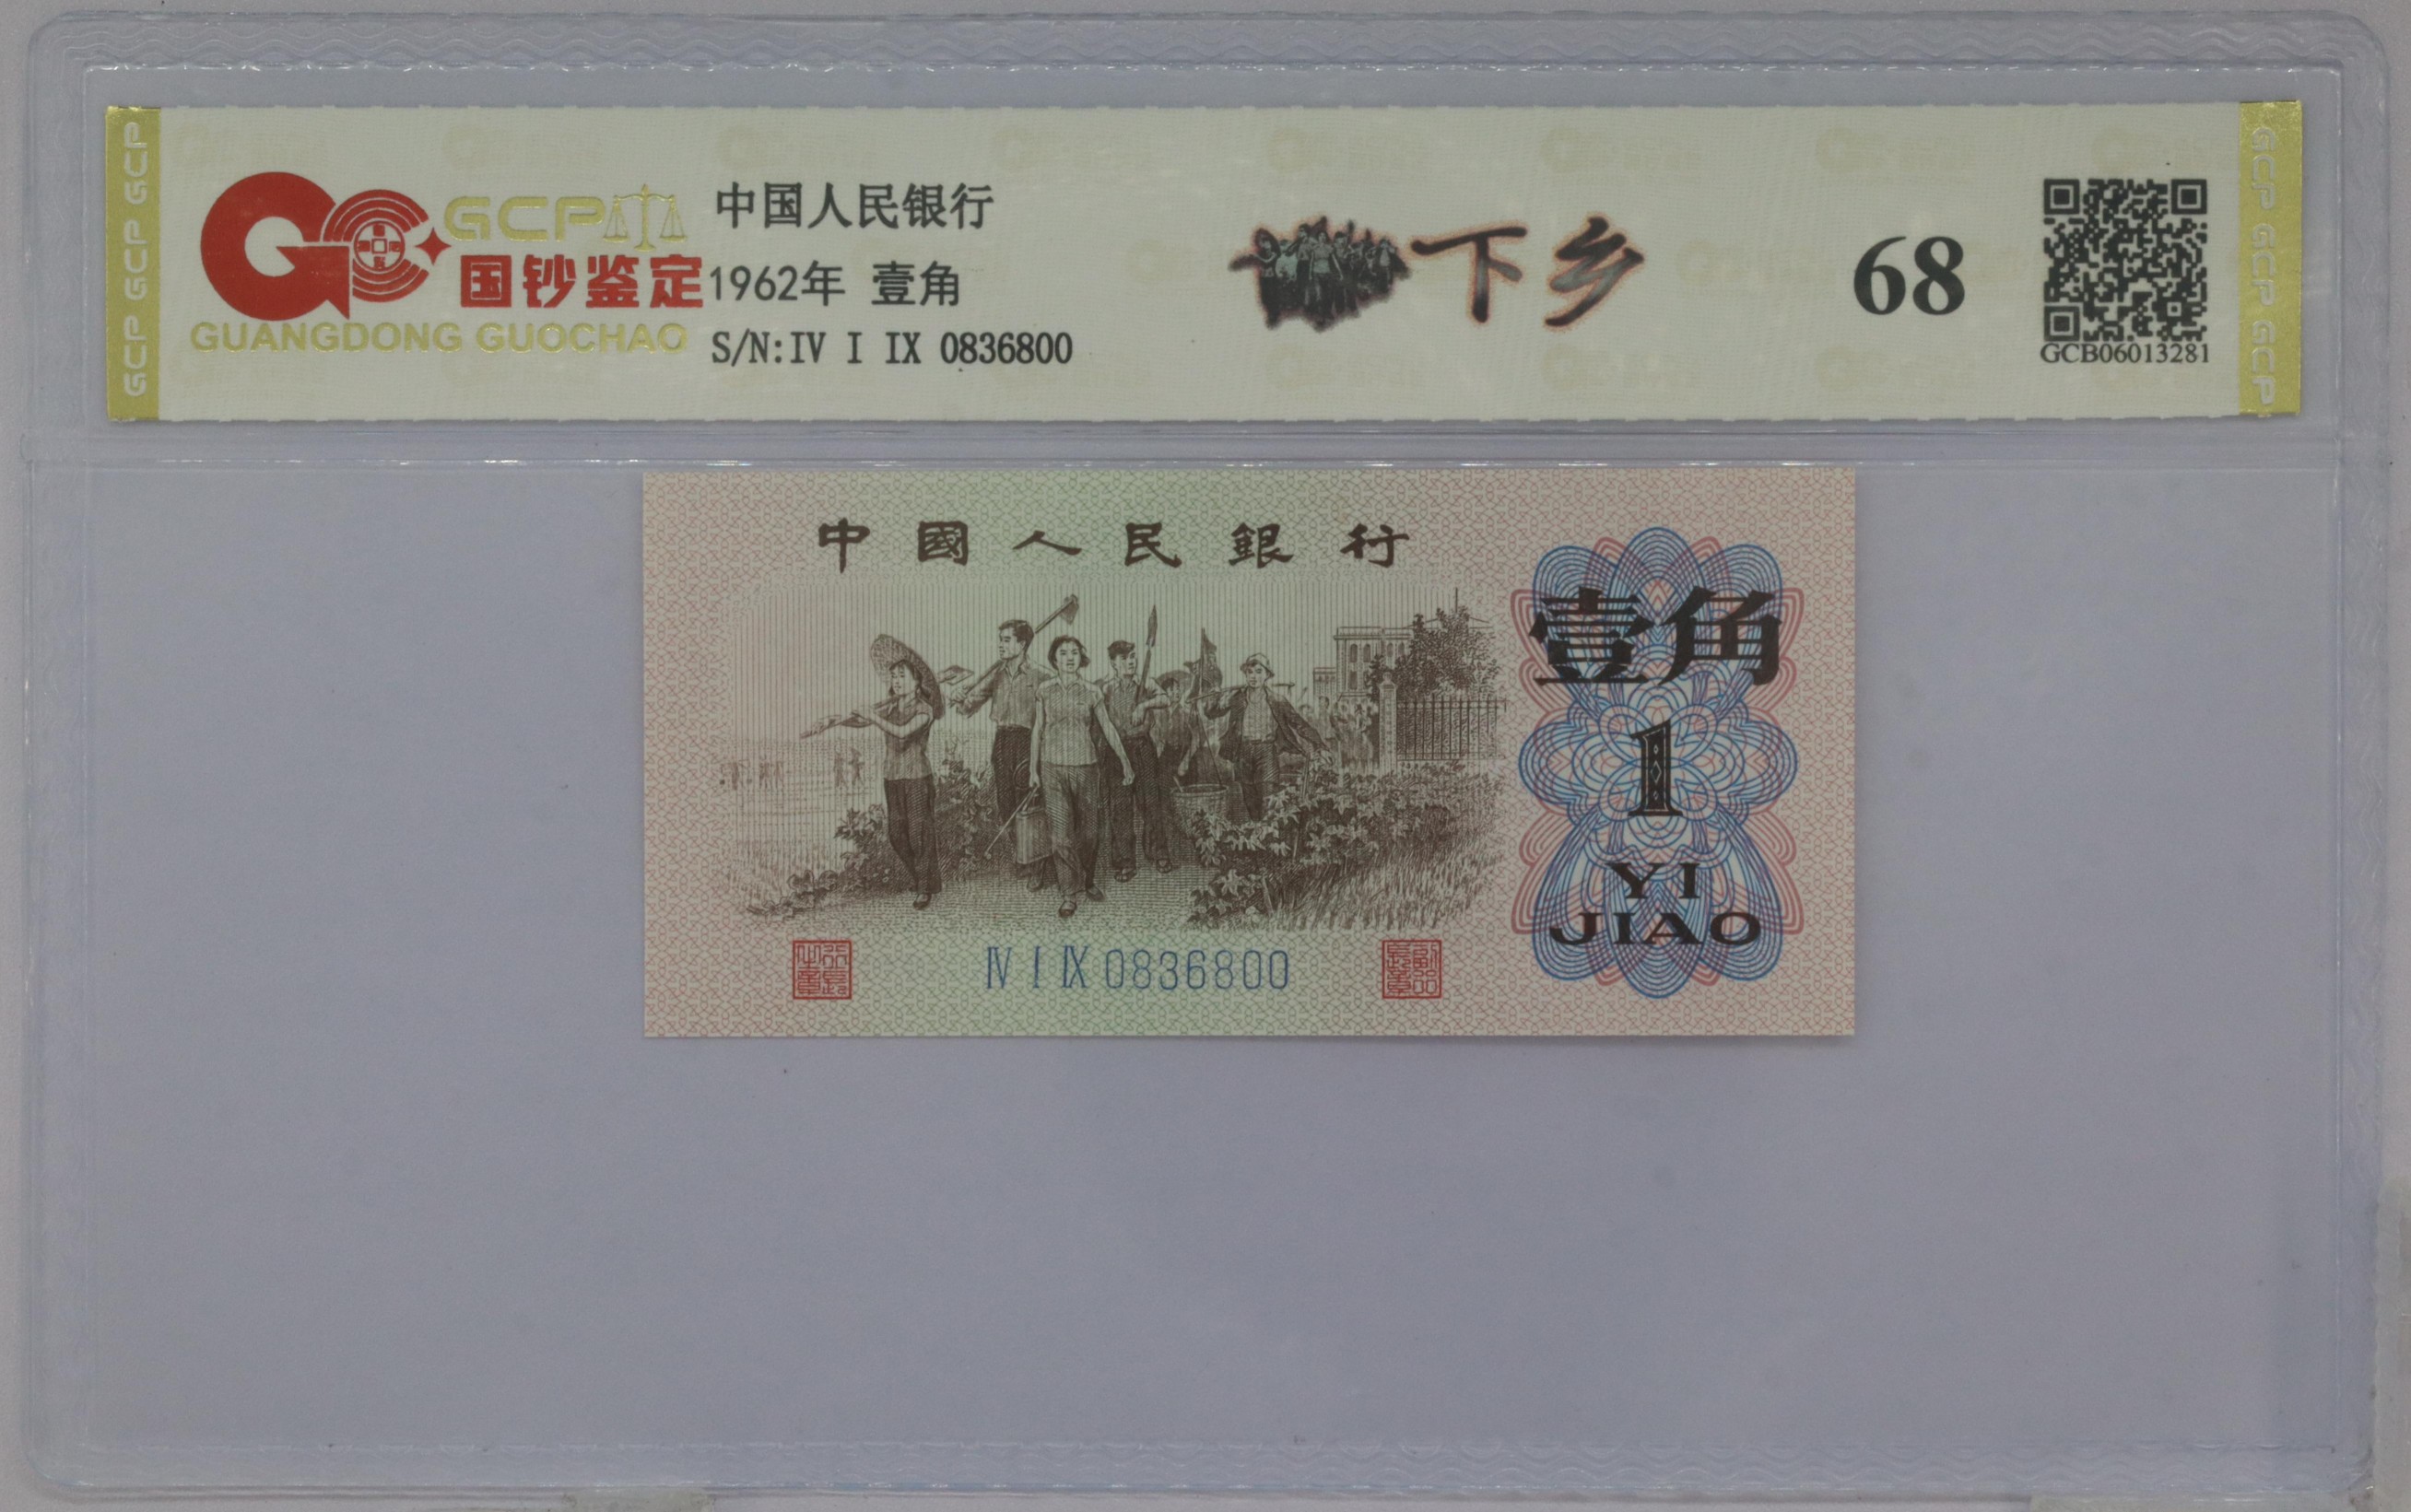 GCP GCP GCP
GCP
国钞鉴定
GUANGDONG GUOCHAO
中国人民银行
1962年 壹角
S/N:IV I IX 0836800
下乡
68
GCB06013281
GCP GCP GCP
中國人民銀行
壹角
1
YI
JIAO
IV I IX 0836800